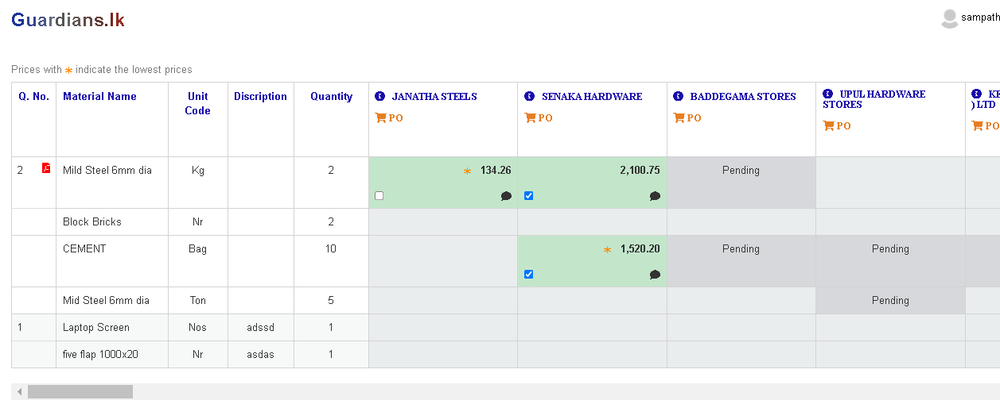 Guardians.lk
sampath
Prices with * indicate the lowest prices
Q. No. Material Name Unit Code Discription Quantity JANATHA STEELS SENAKA HARDWARE BADDEGAMA STORES UPUL HARDWARE STORES KE ) LTD
PO PO PO PO PO
2 Mild Steel 6mm dia Kg 2 * 134.26 2,100.75 Pending
Block Bricks Nr 2
CEMENT Bag 10 * 1,520.20 Pending Pending
Mid Steel 6mm dia Ton 5 Pending
1 Laptop Screen Nos adssd 1
five flap 1000x20 Nr asdas 1